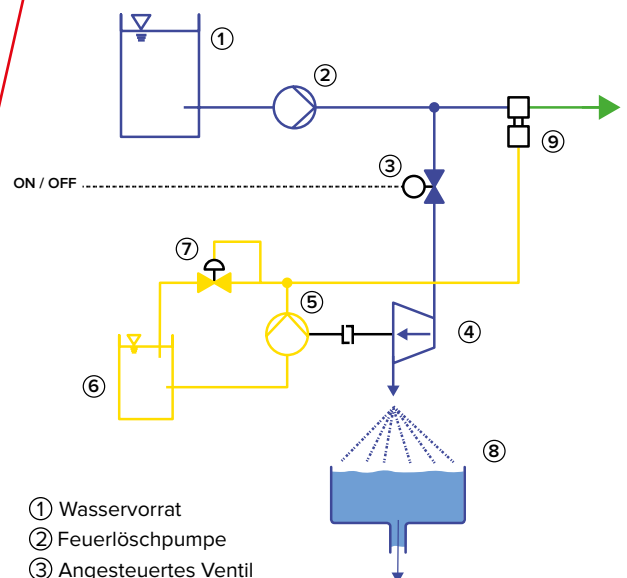 ①
②
③
ON / OFF
⑨
⑦
⑤
④
⑥
⑧
① Wasservorrat
② Feuerlöschpumpe
③ Angesteuertes Ventil